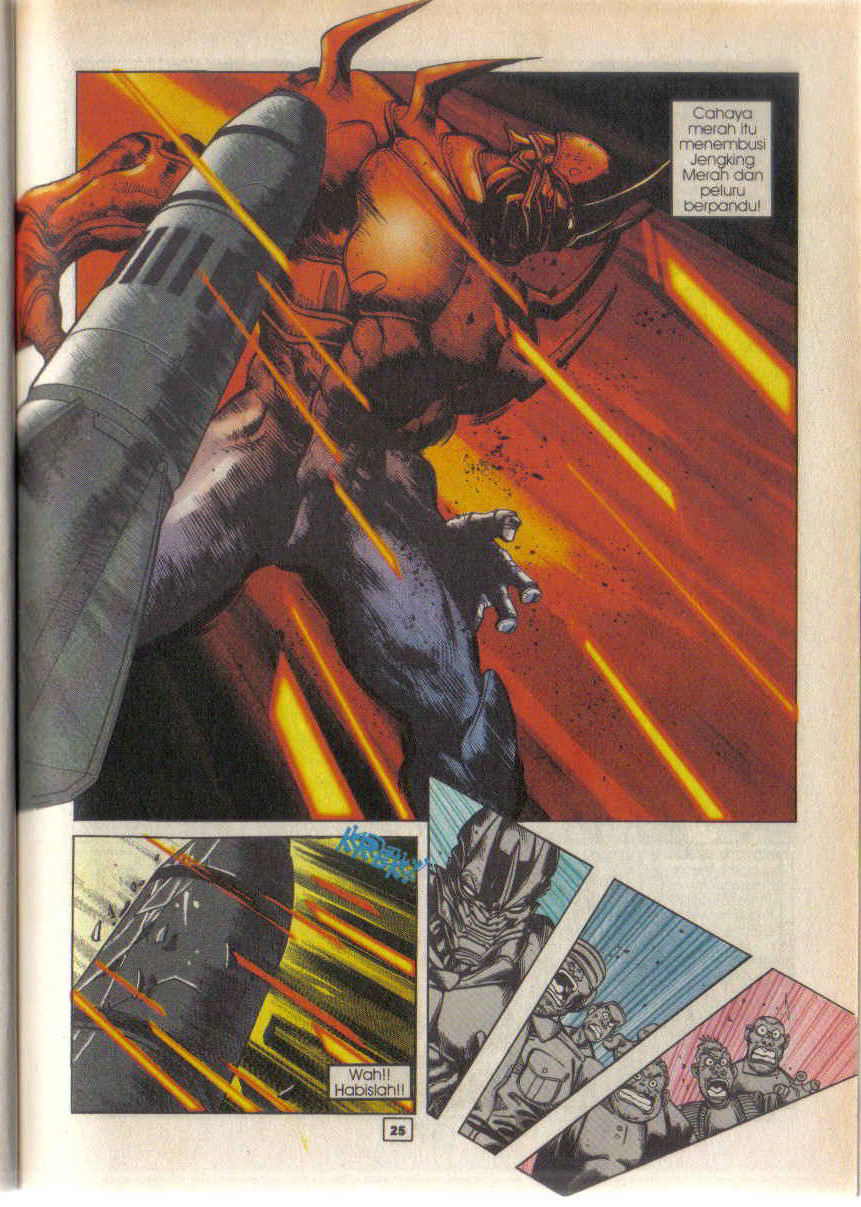 Cahaya
merah itu
menembusi
Jengking
Merah dan
peluru
berpandu!
Wah!!
Habislah!!
25